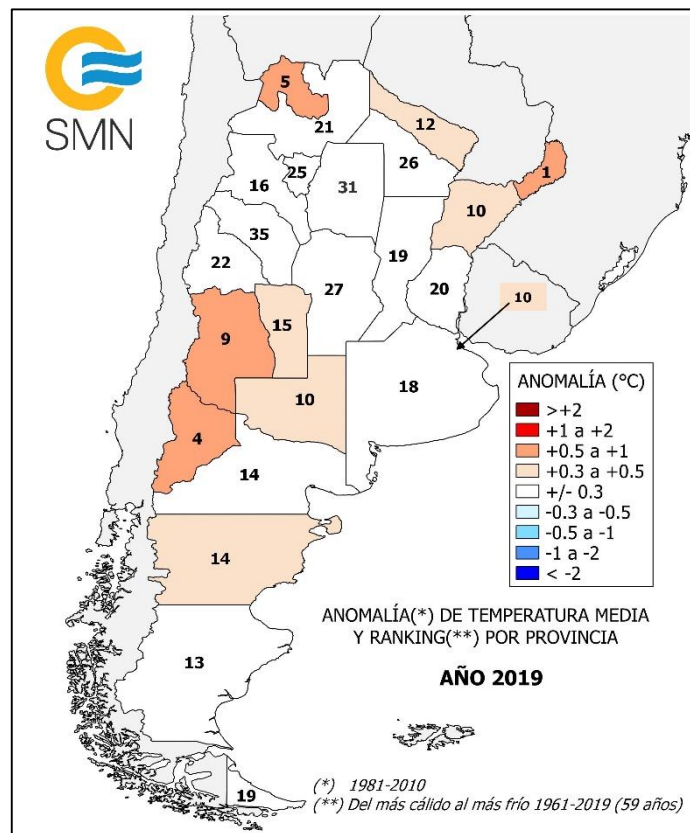 SMN
5
21
12
26
1
25
16
31
10
35
19
22
27
20
10
15
9
18
10
4
14
14
13
19
ANOMALÍA (°C)
>+2
+1 a +2
+0.5 a +1
+0.3 a +0.5
+/- 0.3
-0.3 a -0.5
-0.5 a -1
-1 a -2
< -2
ANOMALÍA(*) DE TEMPERATURA MEDIA
Y RANKING(**) POR PROVINCIA
AÑO 2019
(*) 1981-2010
(**) Del más cálido al más frío 1961-2019 (59 años)